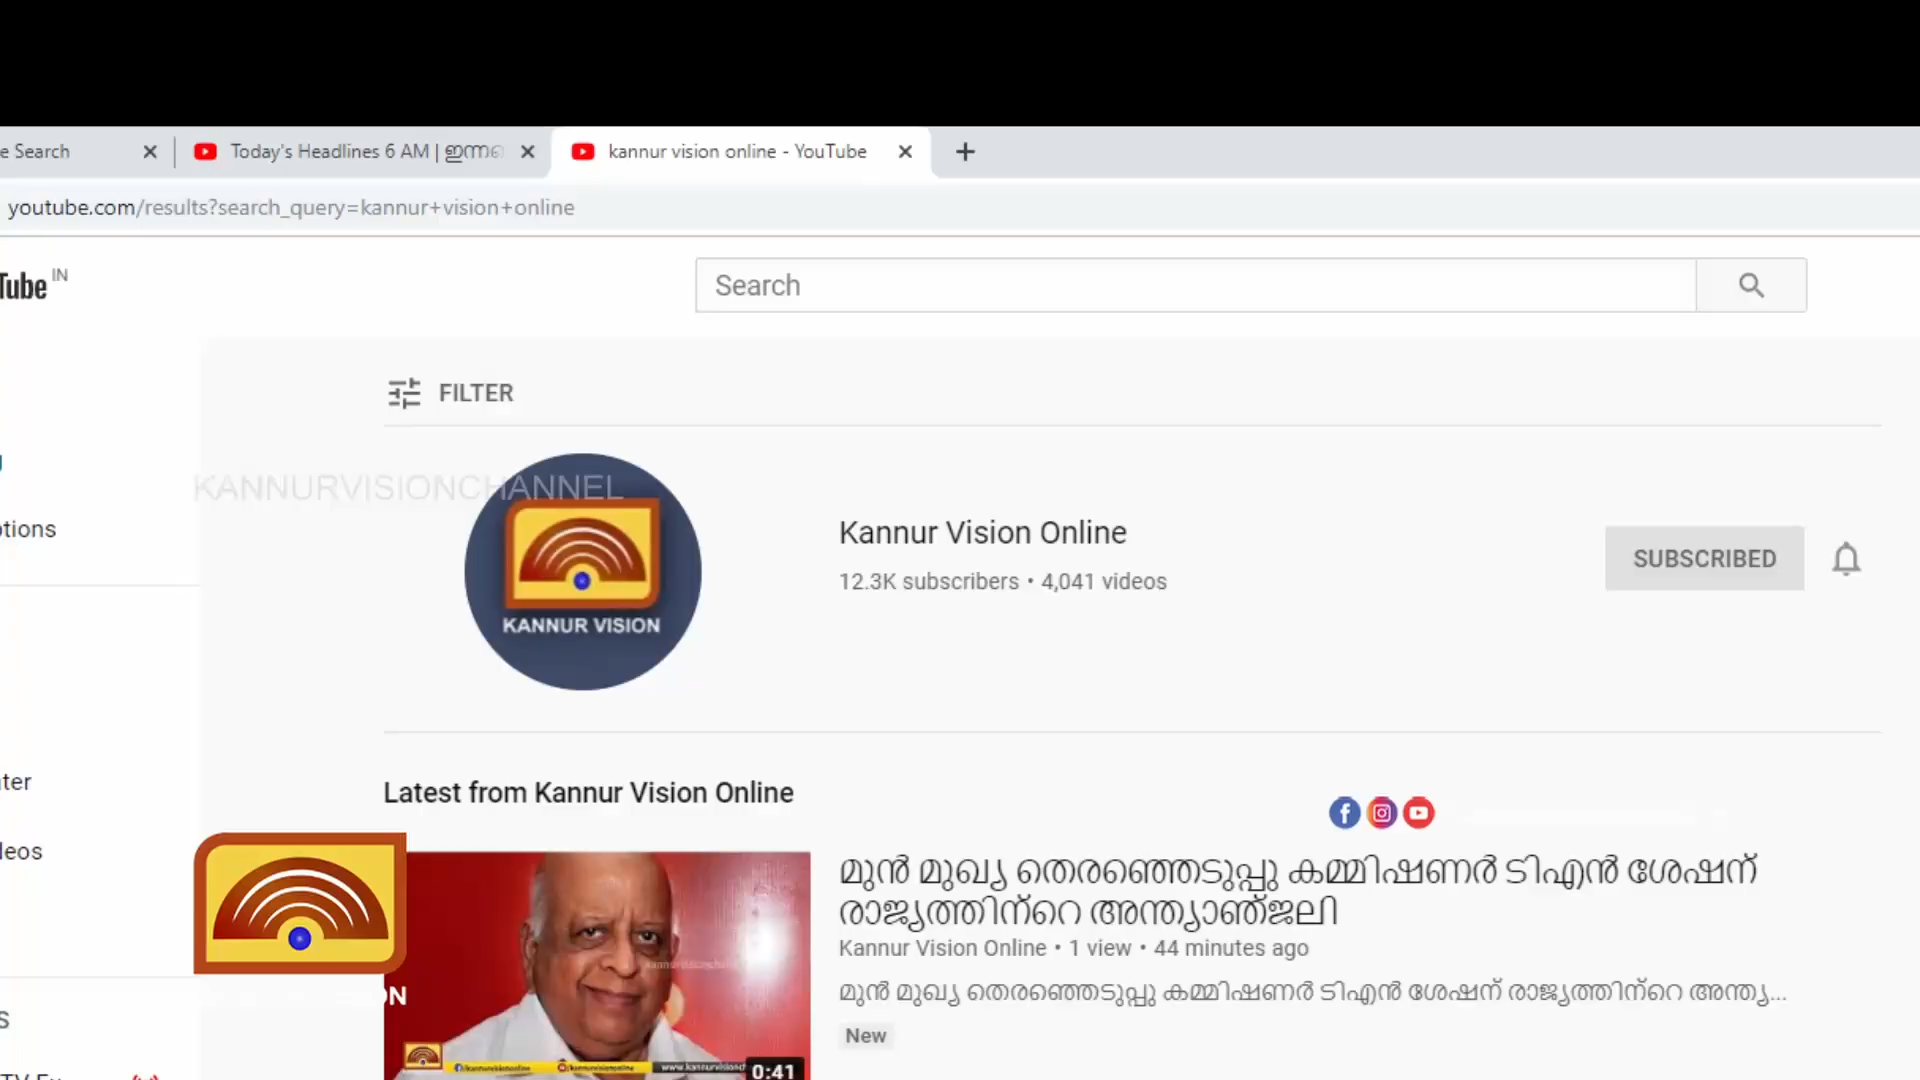 e Search
Today's Headlines 6 AM | ഇന്നത
kannur vision online - YouTube
youtube.com/results?search_query=kannur+vision+online
Tube IN
Search
FILTER
KANNURVISIONCHANNEL
KANNUR VISION
Kannur Vision Online
12.3K subscribers • 4,041 videos
SUBSCRIBED
otions
ter
leos
S
Latest from Kannur Vision Online
മുൻ മുഖ്യ തെരഞ്ഞെടുപ്പു കമ്മിഷണർ ടിഎൻ ശേഷന്
രാജ്യത്തിന്റെ അന്ത്യാഞ്ജലി
Kannur Vision Online • 1 view • 44 minutes ago
മുൻ മുഖ്യ തെരഞ്ഞെടുപ്പു കമ്മിഷണർ ടിഎൻ ശേഷന് രാജ്യത്തിന്റെ അന്ത്യ...
New
ON
0:41